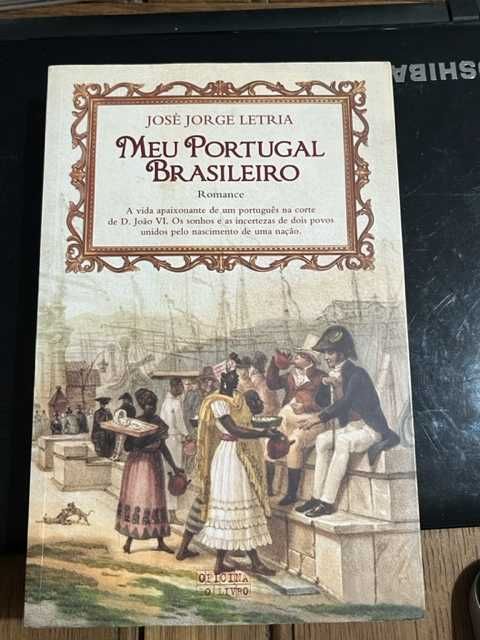 JOSÉ JORGE LETRIA
MEU PORTUGAL
BRASILEIRO
Romance
A vida apaixonante de um português na corte
de D. João VI. Os sonhos e as incertezas de dois povos
unidos pelo nascimento de uma nação.
OFICINA
DO LIVRO